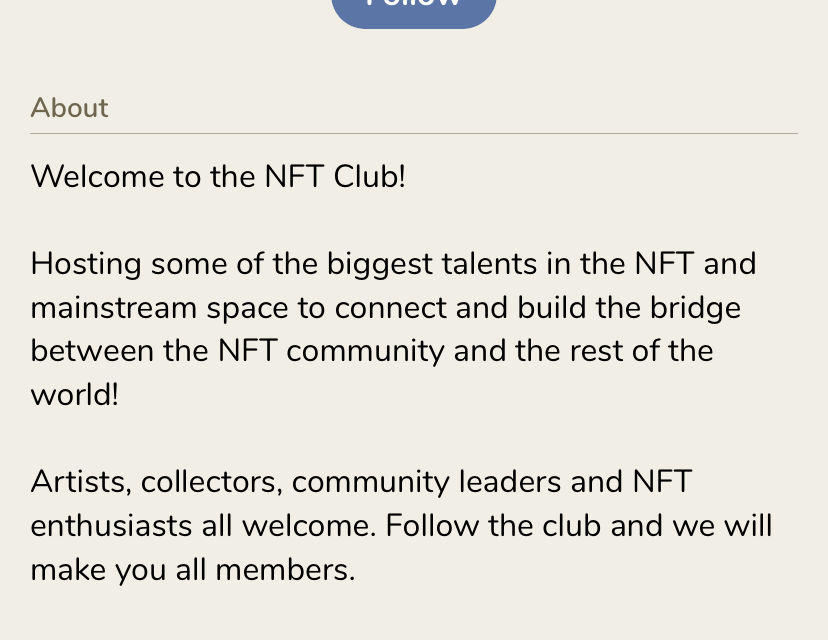 Follow
About
Welcome to the NFT Club!
Hosting some of the biggest talents in the NFT and
mainstream space to connect and build the bridge
between the NFT community and the rest of the
world!
Artists, collectors, community leaders and NFT
enthusiasts all welcome. Follow the club and we will
make you all members.